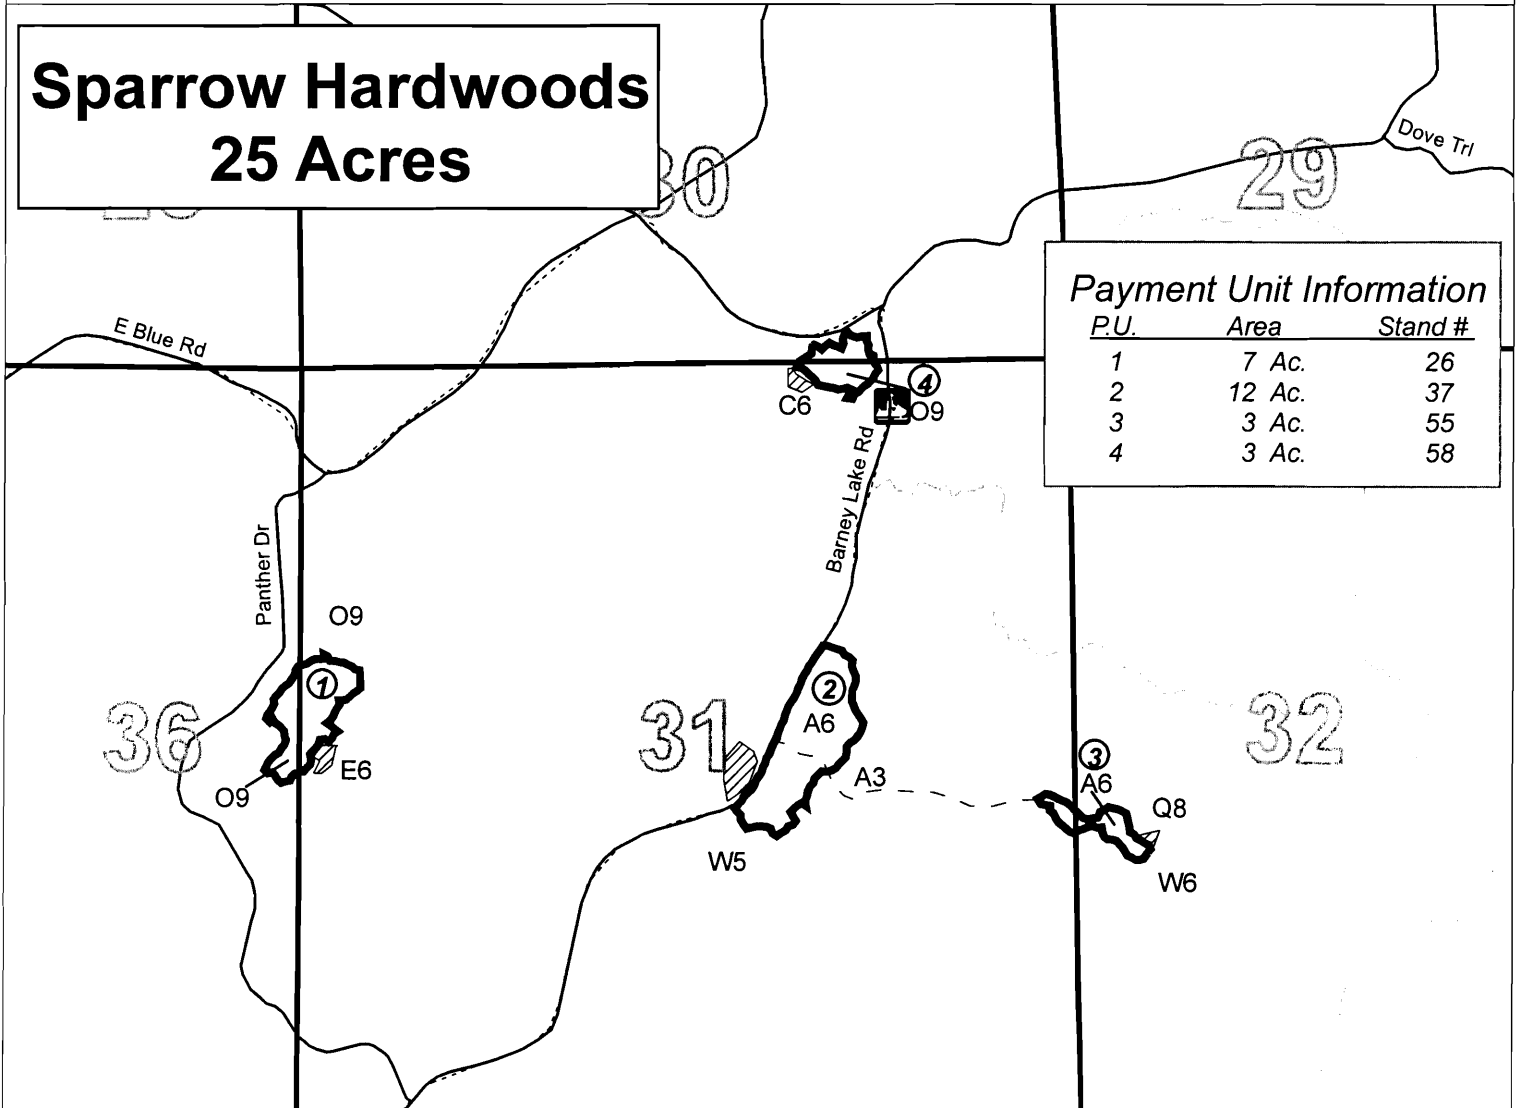 Sparrow Hardwoods
25 Acres
30
29
Dove Trl
Payment Unit Information
P.U. Area Stand #
1 7 Ac. 26
2 12 Ac. 37
3 3 Ac. 55
4 3 Ac. 58
E Blue Rd
4
C6
O9
Barney Lake Rd
Panther Dr
O9
1
2
36
31
A6
32
3
E6
A3
A6
O9
Q8
W5
W6